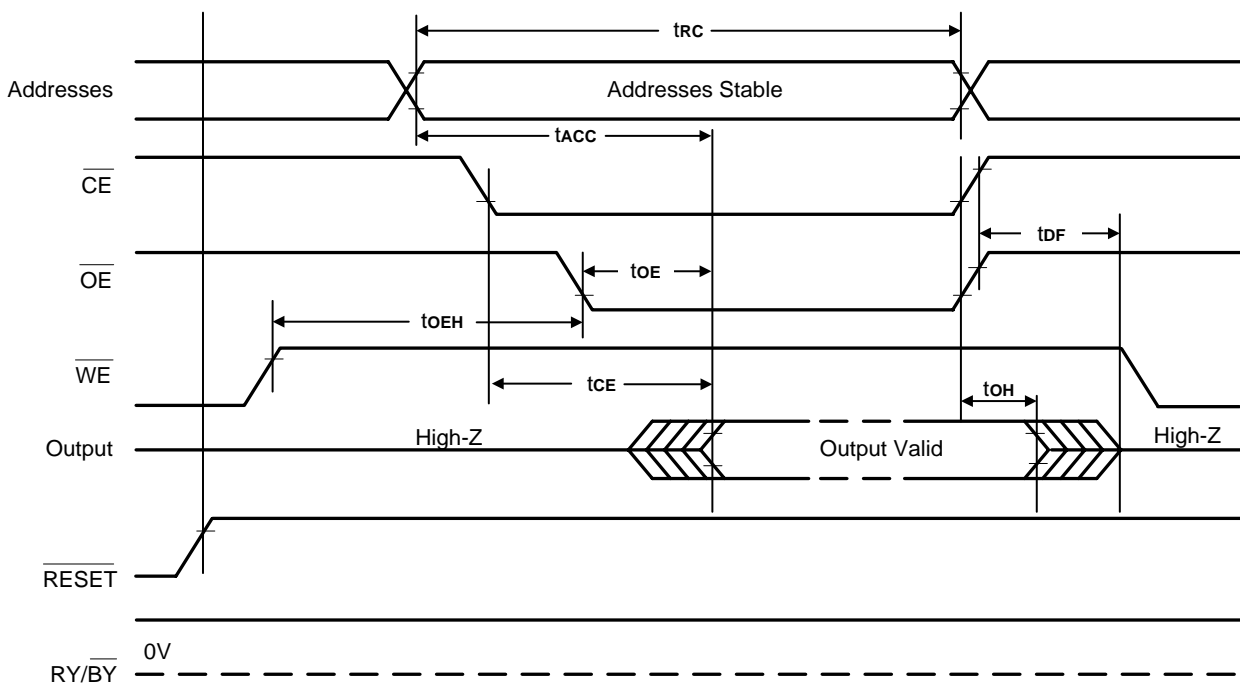 tRC
Addresses
Addresses Stable
tACC
CE
tDF
OE
tOE
tOEH
WE
tCE
tOH
Output
High-Z
Output Valid
High-Z
RESET
0V
RY/BY